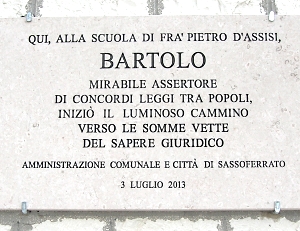 QUI, ALLA SCUOLA DI FRA' PIETRO D'ASSISI,
BARTOLO
MIRABILE ASSERTORE
DI CONCORDI LEGGI TRA POPOLI,
INIZIÒ IL LUMINOSO CAMMINO
VERSO LE SOMME VETTE
DEL SAPERE GIURIDICO
AMMINISTRAZIONE COMUNALE E CITTÀ DI SASSOFERRATO
3 LUGLIO 2013